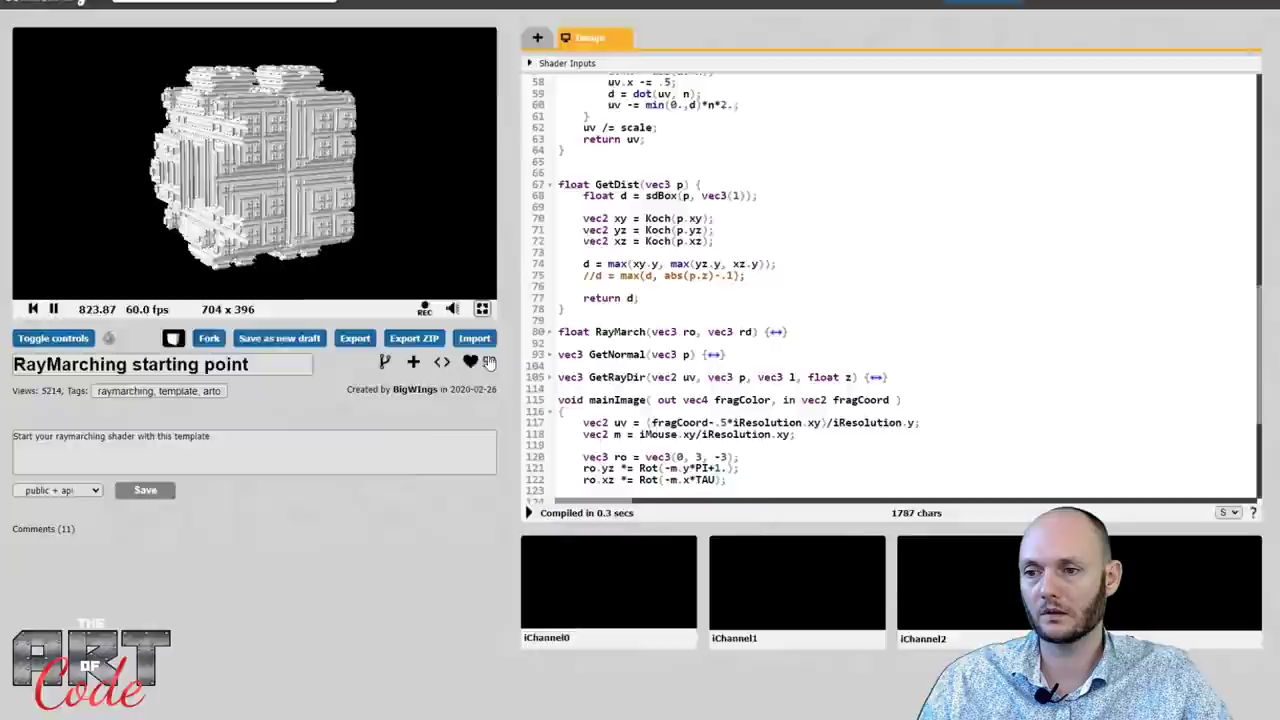 Image
Shader Inputs
58 uv.x -= .5;
59 d = dot(uv, n);
60 uv -= min(0.,d)*n*2.;
61 }
62 uv /= scale;
63 return uv;
64 }
65
66
67 float GetDist(vec3 p) {
68 float d = sdBox(p, vec3(1));
69
70 vec2 xy = Koch(p.xy);
71 vec2 yz = Koch(p.yz);
72 vec2 xz = Koch(p.xz);
73
74 d = max(xy.y, max(yz.y, xz.y));
75 //d = max(d, abs(p.z)-.1);
76
77 return d;
78 }
79
80 float RayMarch(vec3 ro, vec3 rd) {↔}
92
93 vec3 GetNormal(vec3 p) {↔}
104
105 vec3 GetRayDir(vec2 uv, vec3 p, vec3 l, float z) {↔}
114
115 void mainImage( out vec4 fragColor, in vec2 fragCoord )
116 {
117 vec2 uv = (fragCoord-.5*iResolution.xy)/iResolution.y;
118 vec2 m = iMouse.xy/iResolution.xy;
119
120 vec3 ro = vec3(0, 3, -3);
121 ro.yz *= Rot(-m.y*PI+1.);
122 ro.xz *= Rot(-m.x*TAU);
123
Compiled in 0.3 secs 1787 chars S ?
823.87 60.0 fps 704 x 396 REC
Toggle controls Fork Save as new draft Export Export ZIP Import
RayMarching starting point
Views: 5214, Tags: raymarching, template, arto
Created by BigWIngs in 2020-02-26
Start your raymarching shader with this template
public + api Save
Comments (11)
iChannel0 iChannel1 iChannel2
THE
ART
OF
Code